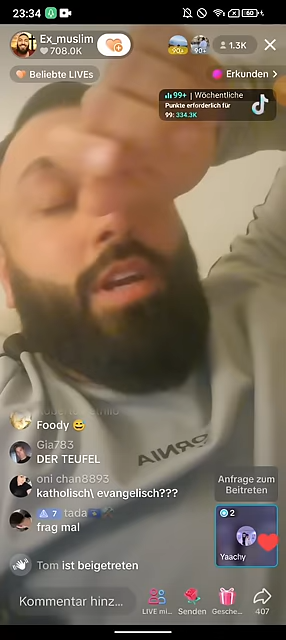 23:34
60
Ex_muslim
708.0K
1.3K
Beliebte LIVEs
Erkunden >
99+ | Wöchentliche
Punkte erforderlich für
99: 334.3K
Foody 😄
Gia783
DER TEUFEL
oni chan8893
katholisch\ evangelisch???
7 tada
frag mal
Tom ist beigetreten
Anfrage zum
Beitreten
2
Yaachy
Kommentar hinz...
LIVE mi...
Senden
Gesche...
407